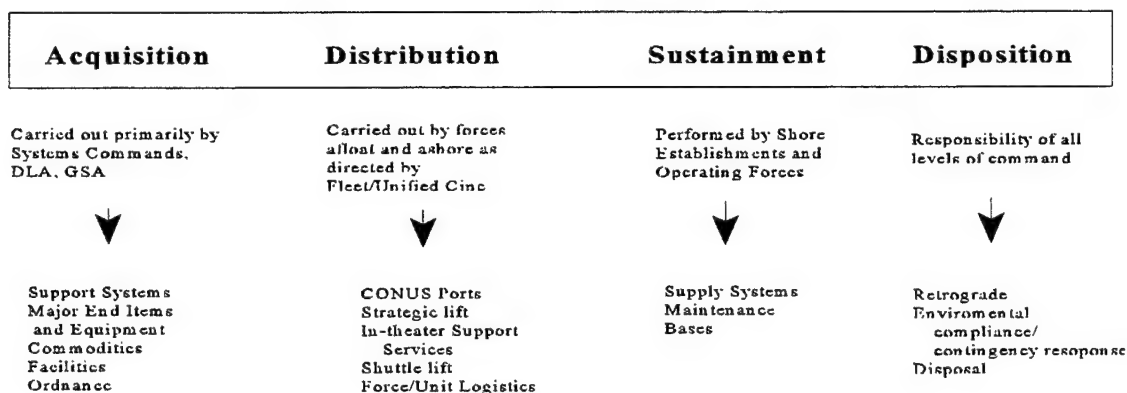 Acquisition Distribution Sustainment Disposition
Carried out primarily by
Systems Commands,
DLA, GSA
Carried out by forces
afloat and ashore as
directed by
Fleet/Unified Cinc
Performed by Shore
Establishments and
Operating Forces
Responsibility of all
levels of command
Support Systems
Major End Items
and Equipment
Commodities
Facilities
Ordnance
CONUS Ports
Strategic lift
In-theater Support
Services
Shuttle lift
Force/Unit Logistics
Supply Systems
Maintenance
Bases
Retrograde
Enviromental
compliance/
contingency resoponse
Disposal